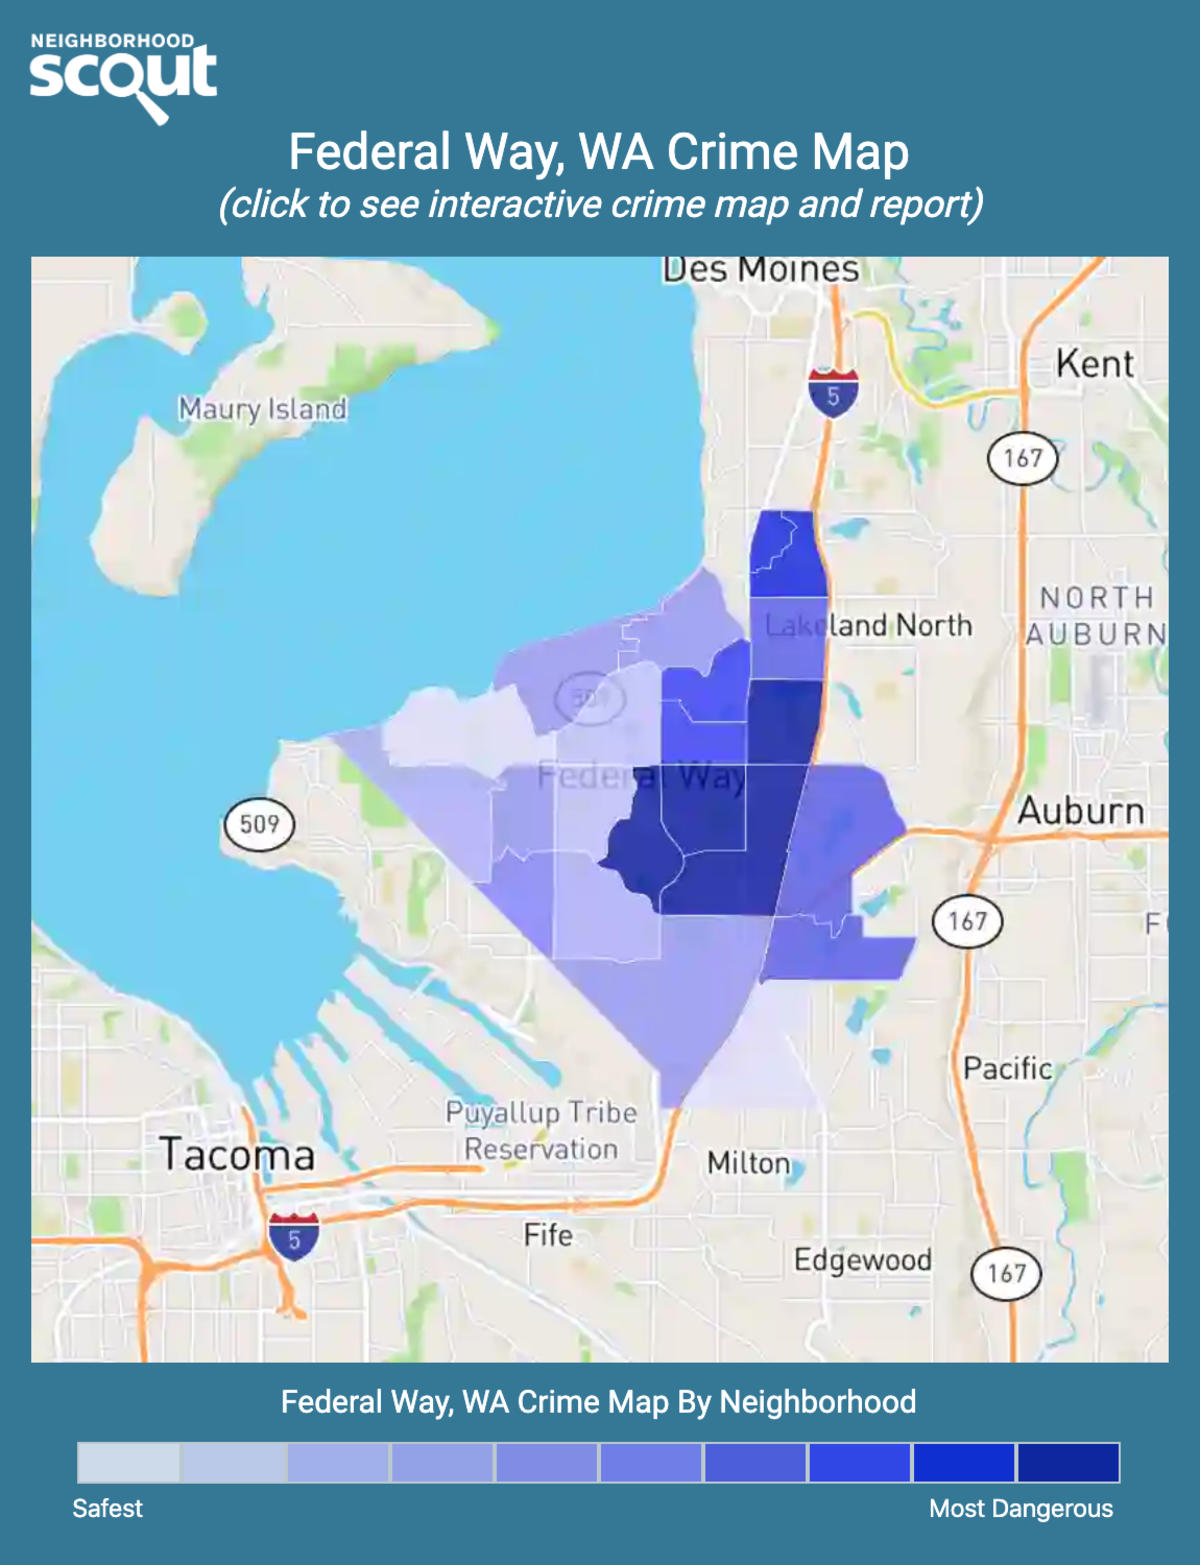 NEIGHBORHOOD
scout
Federal Way, WA Crime Map
(click to see interactive crime map and report)
Des Moines
Kent
5
Maury Island
167
NORTH
AUBURN
Lakeland North
509
Federal Way
Auburn
509
167
Pacific
Puyallup Tribe
Reservation
Tacoma
Milton
5
Fife
Edgewood
167
Federal Way, WA Crime Map By Neighborhood
Safest
Most Dangerous